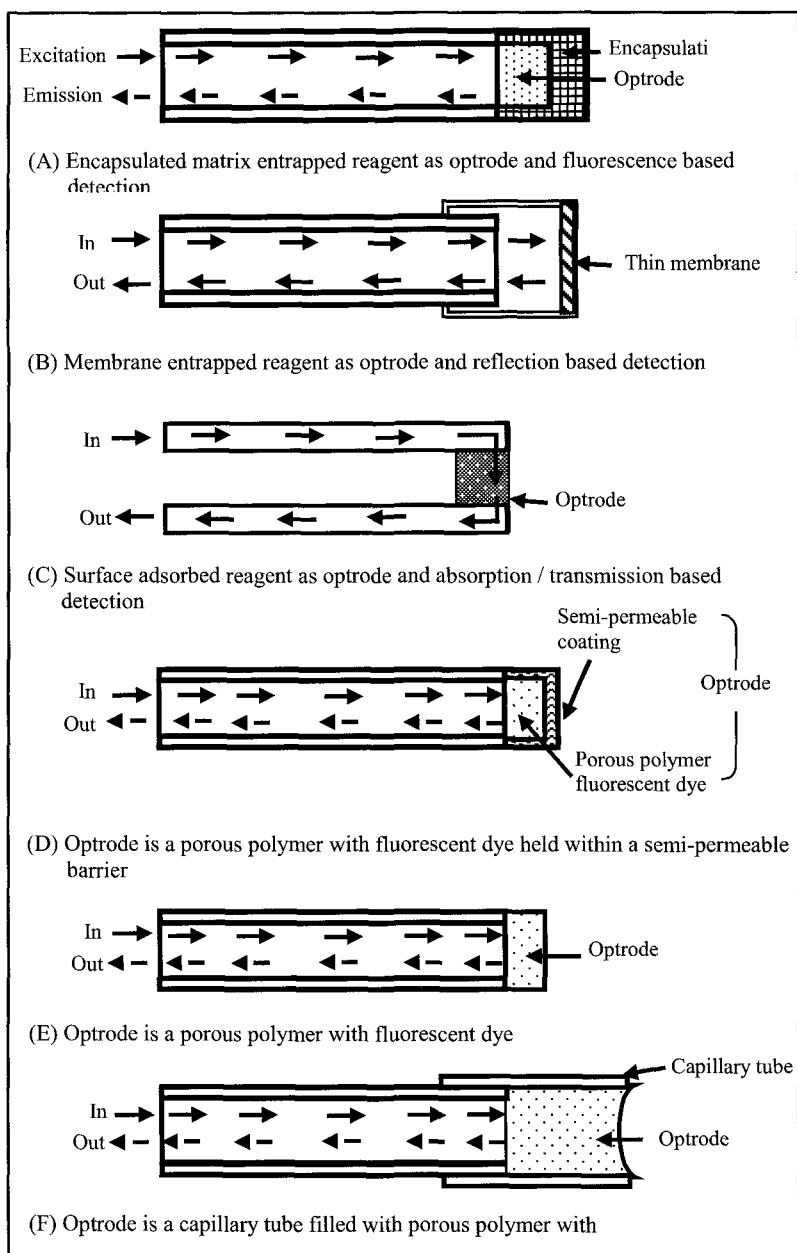 Excitation
Encapsulati
Emission
Optrode
(A) Encapsulated matrix entrapped reagent as optrode and fluorescence based
detection
In
Out
Thin membrane
(B) Membrane entrapped reagent as optrode and reflection based detection
In
Optrode
Out
(C) Surface adsorbed reagent as optrode and absorption / transmission based
detection
Semi-permeable
coating
In
Out
Optrode
Porous polymer
fluorescent dye
(D) Optrode is a porous polymer with fluorescent dye held within a semi-permeable
barrier
In
Out
Optrode
(E) Optrode is a porous polymer with fluorescent dye
Capillary tube
In
Out
Optrode
(F) Optrode is a capillary tube filled with porous polymer with